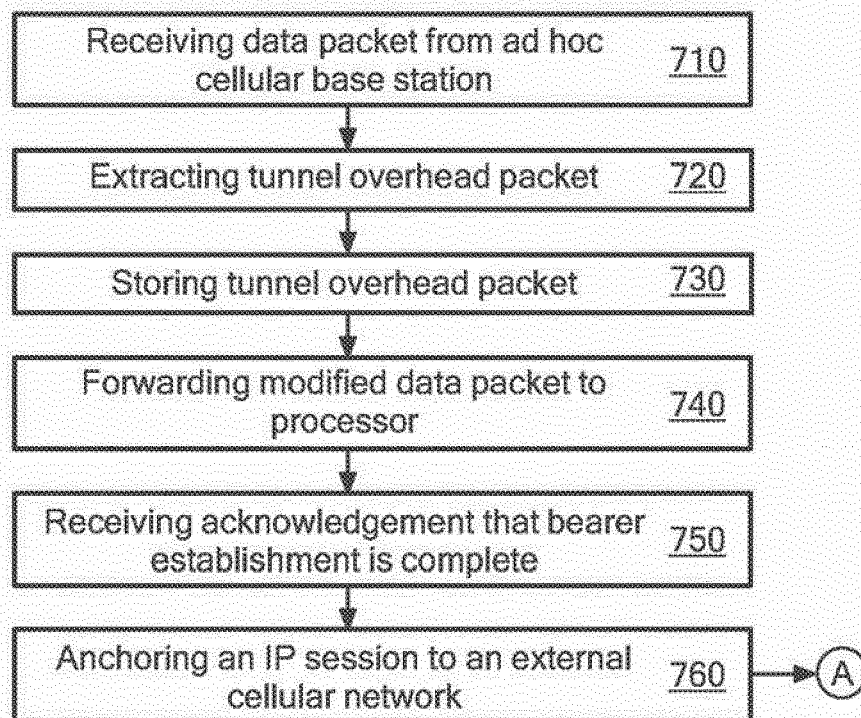 Receiving data packet from ad hoc
cellular base station
710
Extracting tunnel overhead packet 720
Storing tunnel overhead packet 730
Forwarding modified data packet to
processor
740
Receiving acknowledgement that bearer
establishment is complete
750
Anchoring an IP session to an external
cellular network
760
A